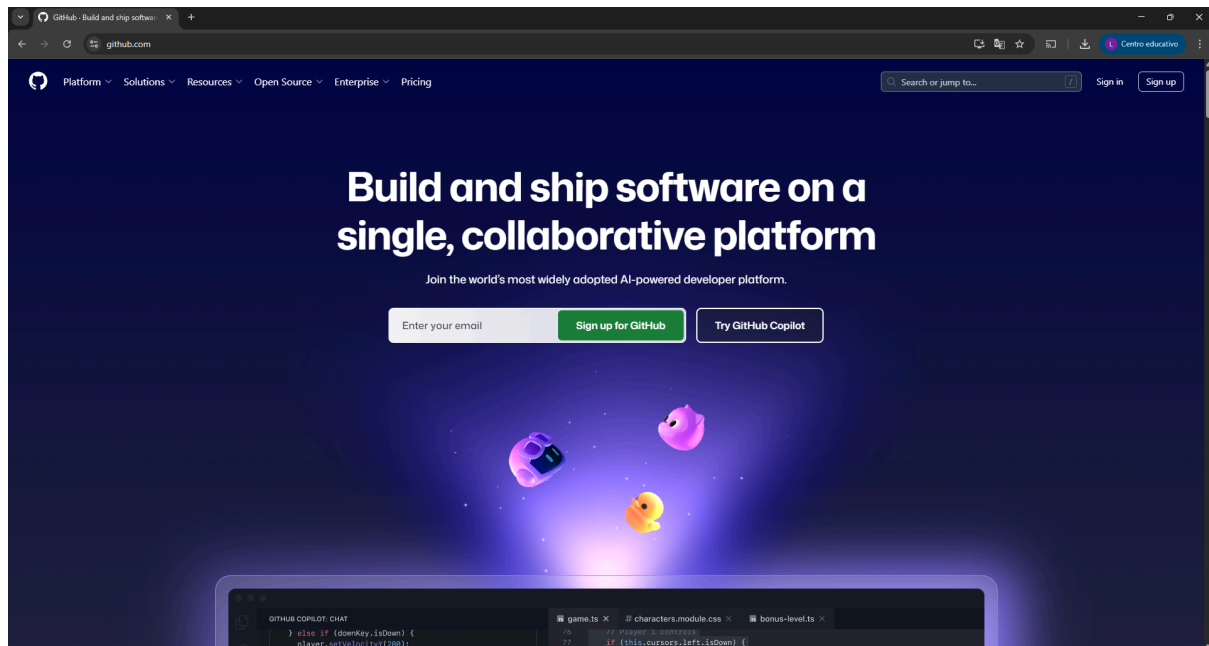 GitHub · Build and ship softwar
github.com
L Centro educativo
Platform Solutions Resources Open Source Enterprise Pricing
Search or jump to... /
Sign in Sign up
Build and ship software on a
single, collaborative platform
Join the world's most widely adopted AI-powered developer platform.
Enter your email Sign up for GitHub Try GitHub Copilot
GITHUB COPILOT: CHAT
} else if (downKey.isDown) {
player.setVelocityY(200);
game.ts # characters.module.css bonus-level.ts
76 // Player 1 controls
77 if (this.cursors.left.isDown) {